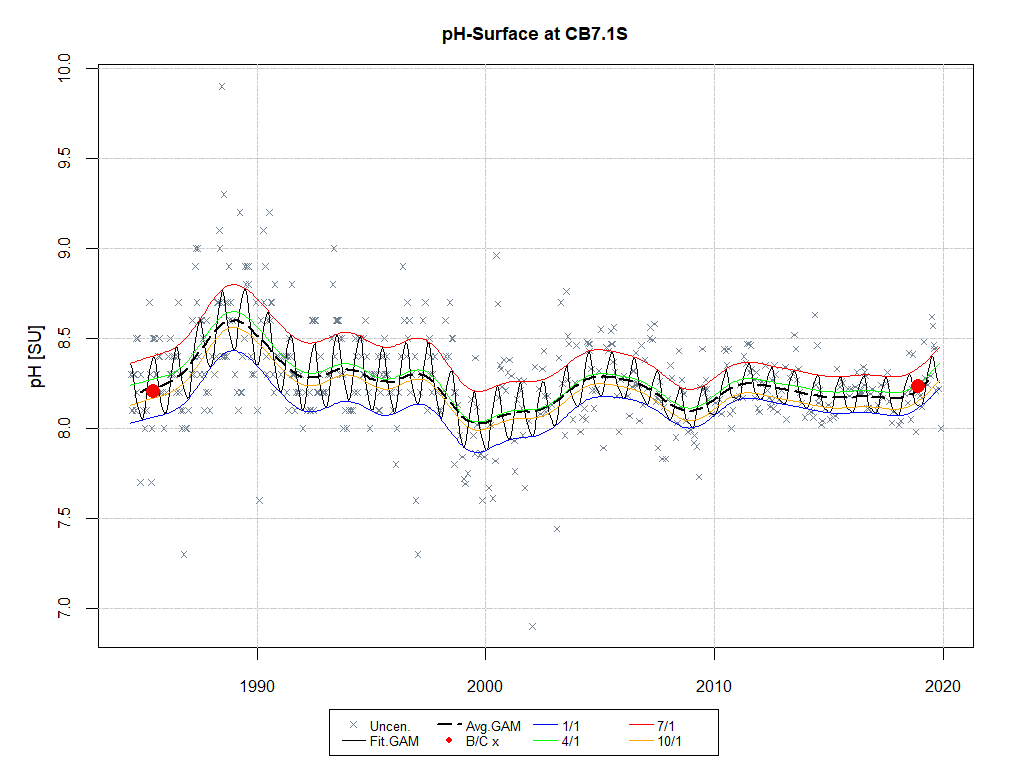 pH-Surface at CB7.1S
pH [SU]
10.0
9.5
9.0
8.5
8.0
7.5
7.0
1990 2000 2010 2020
Uncen. Avg.GAM 1/1 7/1
Fit.GAM B/C x 4/1 10/1